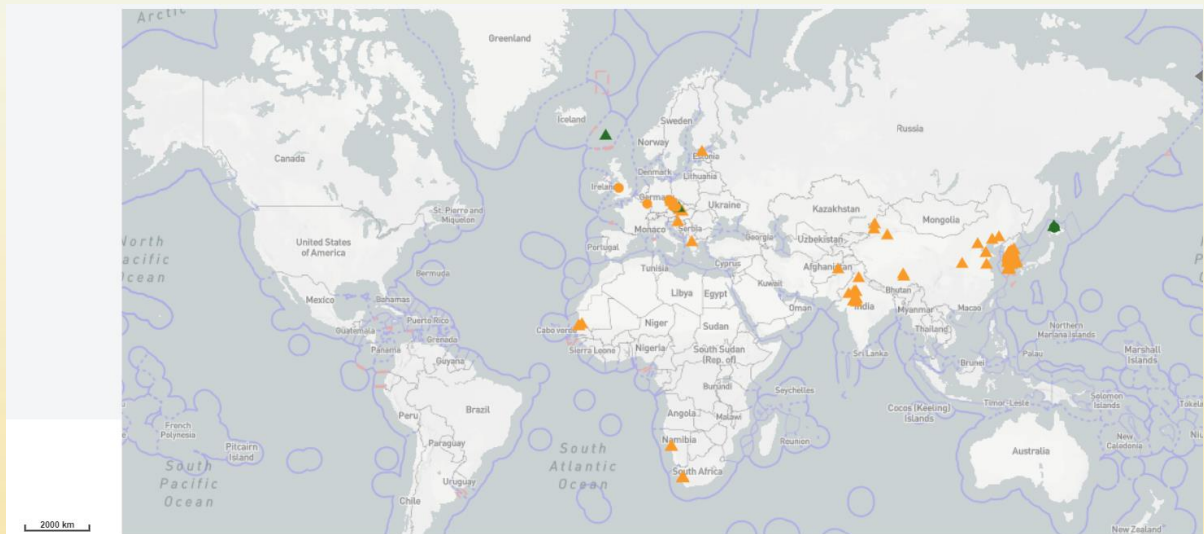 Arctic
Greenland
Iceland
Sweden
Norway
Russia
Estonia
Denmark
Lithuania
Canada
Ireland
German
Ukraine
Kazakhstan
Mongolia
St. Pierre and
Miquelon
Monaco
Serbia
Georgia
Uzbekistan
Portugal
United States
of America
North
Pacific
Ocean
Cyprus
Afghanistan
Tunisia
Kuwait
Bermuda
Libya
Egypt
Bhutan
Oman
Macao
Mexico
Bahamas
India
Myanmar
Cabo Verde
Niger
Sudan
Thailand
Northern
Mariana Islands
Puerto Rico
Guatemala
Grenada
Panama
Sierra Leone
Nigeria
South Sudan
(Rep. of)
Sri Lanka
Palau
Marshall
Islands
Guyana
Brunei
Burundi
Seychelles
Timor-Leste
Solomon
Islands
Tokela
Peru
Brazil
Angola
Malawi
Cocos (Keeling)
Islands
French
Polynesia
Pitcairn
Island
Paraguay
Namibia
Reunion
New
Caledonia
Niu
South
Pacific
Ocean
South
Atlantic
Ocean
Australia
South Africa
Uruguay
Chile
New Zealand
2000 km